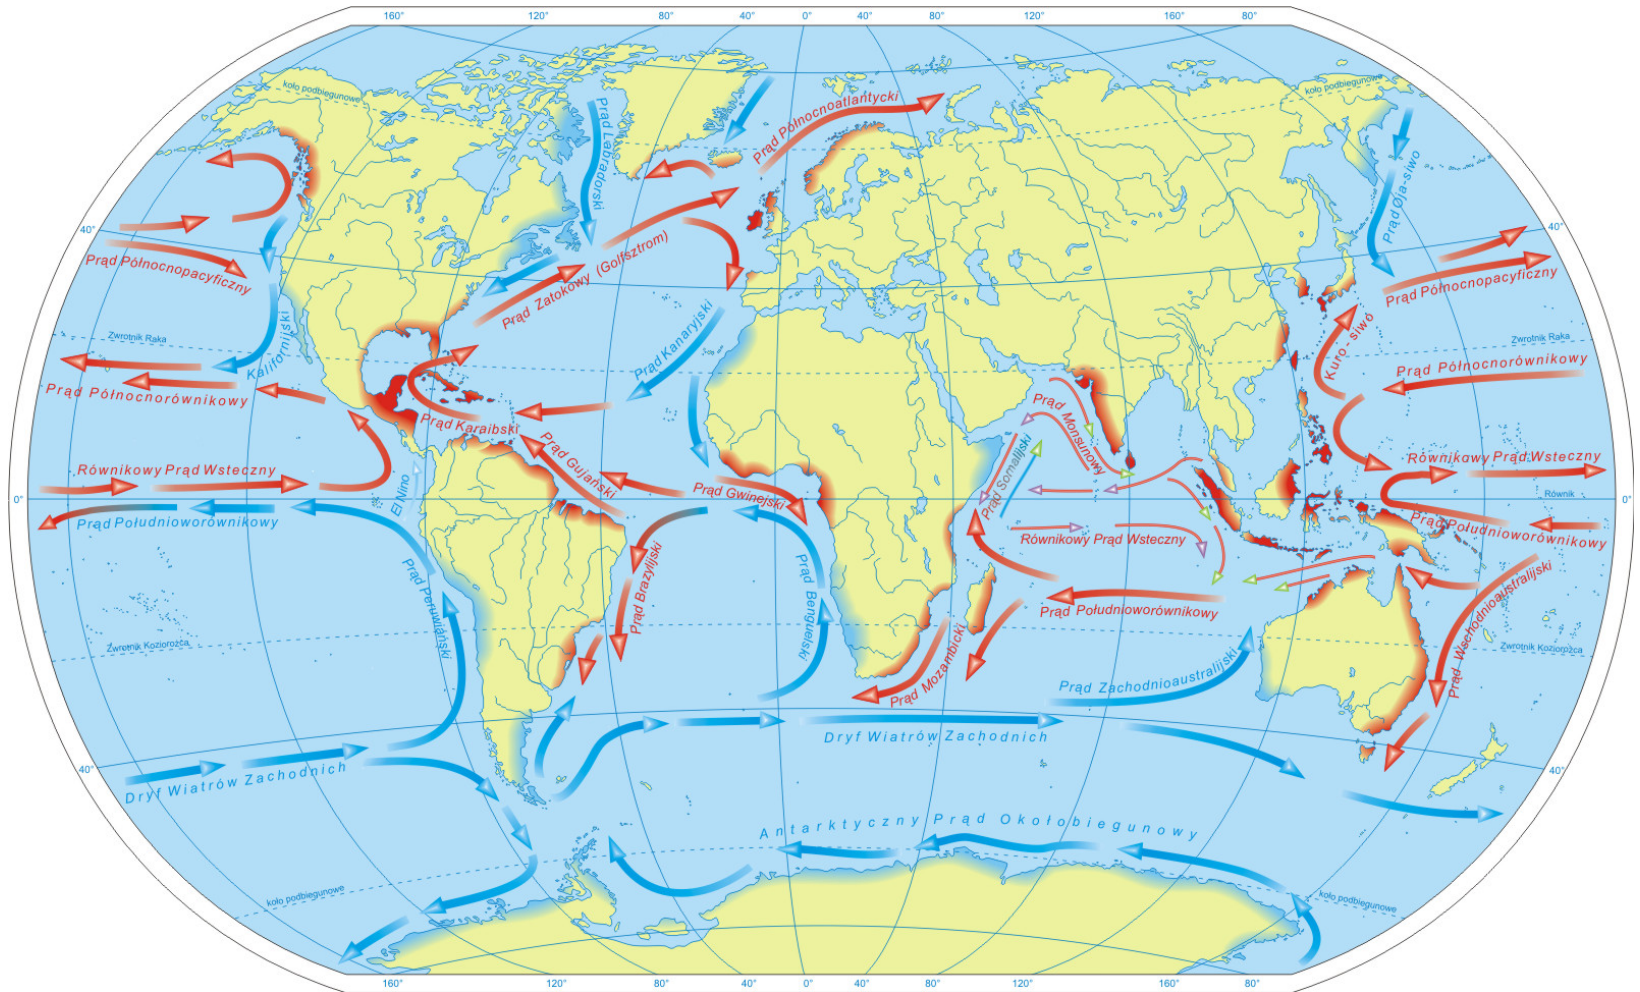 160°
120°
80°
40°
0°
40°
80°
120°
160°
80°
koło podbiegunowe
koło podbiegunowe
Prąd Północnoatlantycki
Prąd Labradorski
Prąd Oja-siwo
40°
40°
Prąd Północnopacyficzny
Prąd Zatokowy (Golfsztrom)
Prąd Północnopacyficzny
Zwrotnik Raka
Kalifornijski
Prąd Kanaryjski
Kuro-siwó
Zwrotnik Raka
Prąd Północnorównikowy
Prąd Północnorównikowy
Prąd Karaibski
Prąd Monsunowy
Równikowy Prąd Wsteczny
Prąd Gujański
Prąd Somalijski
Równikowy Prąd Wsteczny
El Nino
Prąd Gwinejski
0°
Równik
0°
Prąd Południoworównikowy
Prąd Południoworównikowy
Równikowy Prąd Wsteczny
Prąd Peruwiański
Prąd Brazylijski
Prąd Benguelski
Prąd Południoworównikowy
Prąd Wschodnioaustralijski
Zwrotnik Koziorożca
Prąd Mozambicki
Prąd Zachodnioaustralijski
Zwrotnik Koziorożca
Dryf Wiatrów Zachodnich
40°
Dryf Wiatrów Zachodnich
40°
Antarktyczny Prąd Okołobiegunowy
koło podbiegunowe
koło podbiegunowe
160°
120°
80°
40°
0°
40°
80°
120°
160°
80°